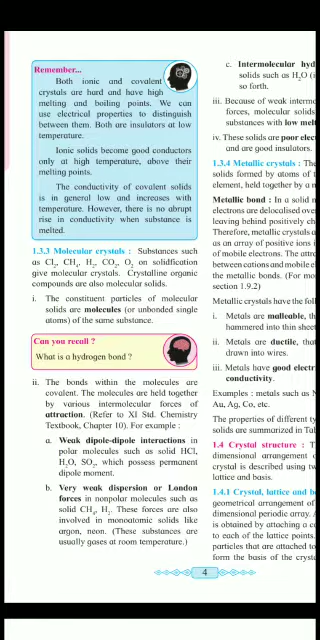 Remember...
Both ionic and covalent
crystals are hard and have high
melting and boiling points. We can
use electrical properties to distinguish
between them. Both are insulators at low
temperature.
Ionic solids become good conductors
only at high temperature, above their
melting points.
The conductivity of covalent solids
is in general low and increases with
temperature. However, there is no abrupt
rise in conductivity when substance is
melted.
1.3.3 Molecular crystals : Substances such
as Cl₂, CH₄, H₂, CO₂, O₂ on solidfication
give molecular crystals. Crystalline organic
compounds are also molecular solids.
i. The constituent particles of molecular
solids are molecules (or unbonded single
atoms) of the same substance.
Can you recall ?
What is a hydrogen bond ?
ii. The bonds within the molecules are
covalent. The molecules are held together
by various intermolecular forces of
attraction. (Refer to XI Std. Chemistry
Textbook, Chapter 10). For example :
a. Weak dipole-dipole interactions in
polar molecules such as solid HCl,
H₂O, SO₂, which possess permanent
dipole moment.
b. Very weak dispersion or London
forces in nonpolar molecules such as
solid CH₄, H₂. These forces are also
involved in monoatomic solids like
argon, neon. (These substances are
usually gases at room temperature.)
c. Intermolecular hyd
solids such as H₂O (i
so forth.
iii. Because of weak interm
forces, molecular solids
substances with low mel
iv. These solids are poor elec
and are good insulators.
1.3.4 Metallic crystals : The
solids formed by atoms of t
element, held together by a m
Metallic bond : In a solid m
electrons are delocalised over
leaving behind positively ch
Therefore, metallic crystals a
as an array of positive ions i
of mobile electrons. The attra
between cations and mobile e
the metallic bonds. (For mo
section 1.9.2)
Metallic crystals have the foll
i. Metals are malleable, th
hammered into thin sheet
ii. Metals are ductile, that
drawn into wires.
iii. Metals have good electr
conductivity.
Examples : metals such as N
Au, Ag, Co, etc.
The properties of different ty
solids are summarized in Tab
1.4 Crystal structure : T
dimensional arrangement o
crystal is described using tw
lattice and basis.
1.4.1 Crystal, lattice and b
geometrical arrangement of
dimensional periodic array. A
is obtained by attaching a co
to each of the lattice points.
particles that are attached to
form the basis of the crysta
4